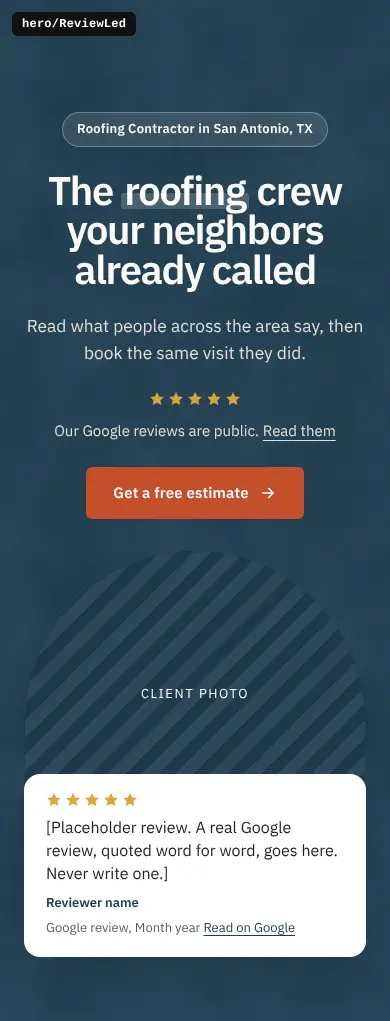 hero/ReviewLed
Roofing Contractor in San Antonio, TX
The roofing crew
your neighbors
already called
Read what people across the area say, then
book the same visit they did.
Our Google reviews are public. Read them
Get a free estimate →
CLIENT PHOTO
[Placeholder review. A real Google
review, quoted word for word, goes here.
Never write one.]
Reviewer name
Google review, Month year Read on Google